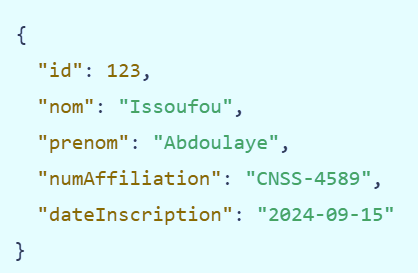 {
  "id": 123,
  "nom": "Issoufou",
  "prenom": "Abdoulaye",
  "numAffiliation": "CNSS-4589",
  "dateInscription": "2024-09-15"
}